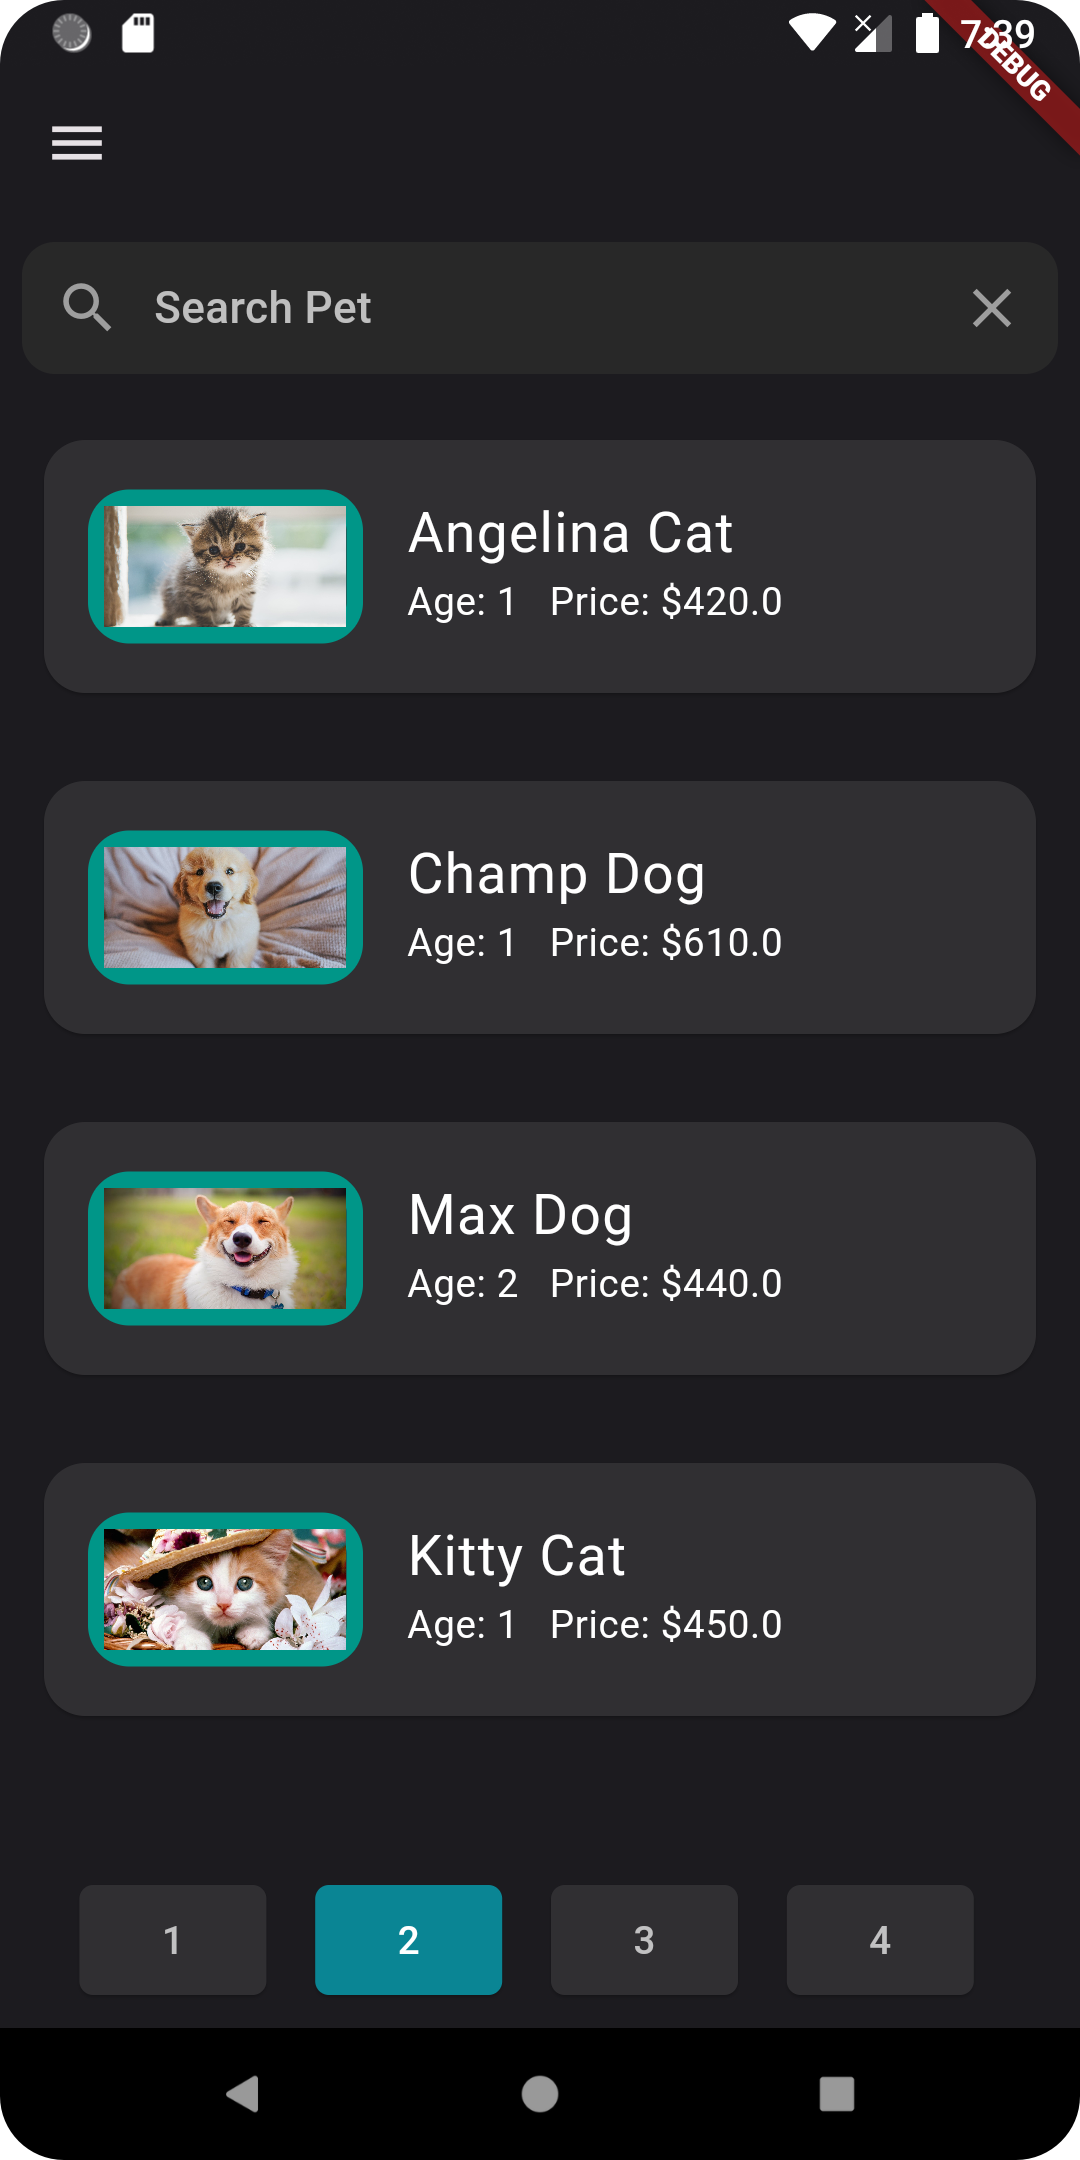 7:39
DEBUG
Search Pet
Angelina Cat
Age: 1 Price: $420.0
Champ Dog
Age: 1 Price: $610.0
Max Dog
Age: 2 Price: $440.0
Kitty Cat
Age: 1 Price: $450.0
1 2 3 4